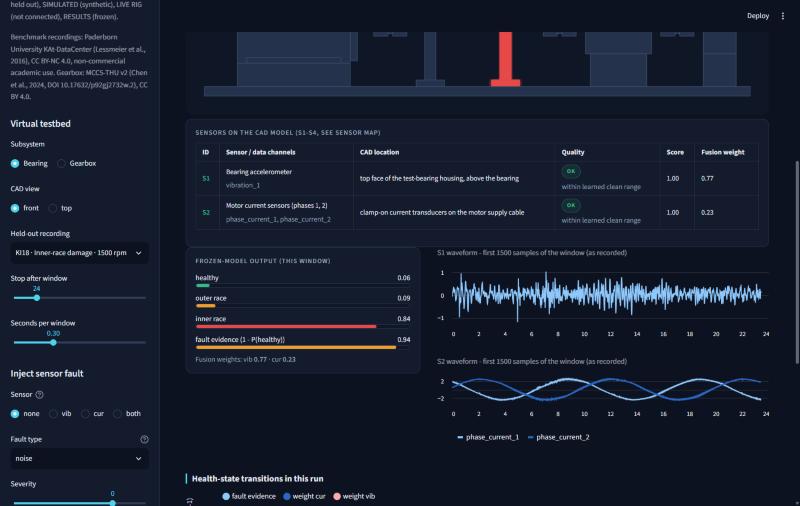 Deploy
held out), SIMULATED (synthetic), LIVE RIG
(not connected), RESULTS (frozen).
Benchmark recordings: Paderborn
University KAt-DataCenter (Lessmeier et al.,
2016), CC BY-NC 4.0, non-commercial
academic use. Gearbox: MCC5-THU v2 (Chen
et al., 2024, DOI 10.17632/p92gj2732w.2), CC
BY 4.0.
Virtual testbed
Subsystem
Bearing Gearbox
CAD view
front top
Held-out recording
KI18 · Inner-race damage · 1500 rpm
Stop after window
24
Seconds per window
0.30
Inject sensor fault
Sensor
none vib cur both
Fault type
noise
Severity
0
SENSORS ON THE CAD MODEL (S1-S4, SEE SENSOR MAP)
ID Sensor / data channels CAD location Quality Score Fusion weight
S1 Bearing accelerometer
vibration_1
top face of the test-bearing housing, above the bearing
OK
within learned clean range
1.00 0.77
S2 Motor current sensors (phases 1, 2)
phase_current_1, phase_current_2
clamp-on current transducers on the motor supply cable
OK
within learned clean range
1.00 0.23
FROZEN-MODEL OUTPUT (THIS WINDOW)
healthy 0.06
outer race 0.09
inner race 0.84
fault evidence (1 - P(healthy)) 0.94
Fusion weights: vib 0.77 · cur 0.23
S1 waveform - first 1500 samples of the window (as recorded)
1
0
−1
0 2 4 6 8 10 12 14 16 18 20 22 24
S2 waveform - first 1500 samples of the window (as recorded)
2
0
−2
0 2 4 6 8 10 12 14 16 18 20 22 24
phase_current_1 phase_current_2
Health-state transitions in this run
fault evidence weight cur weight vib